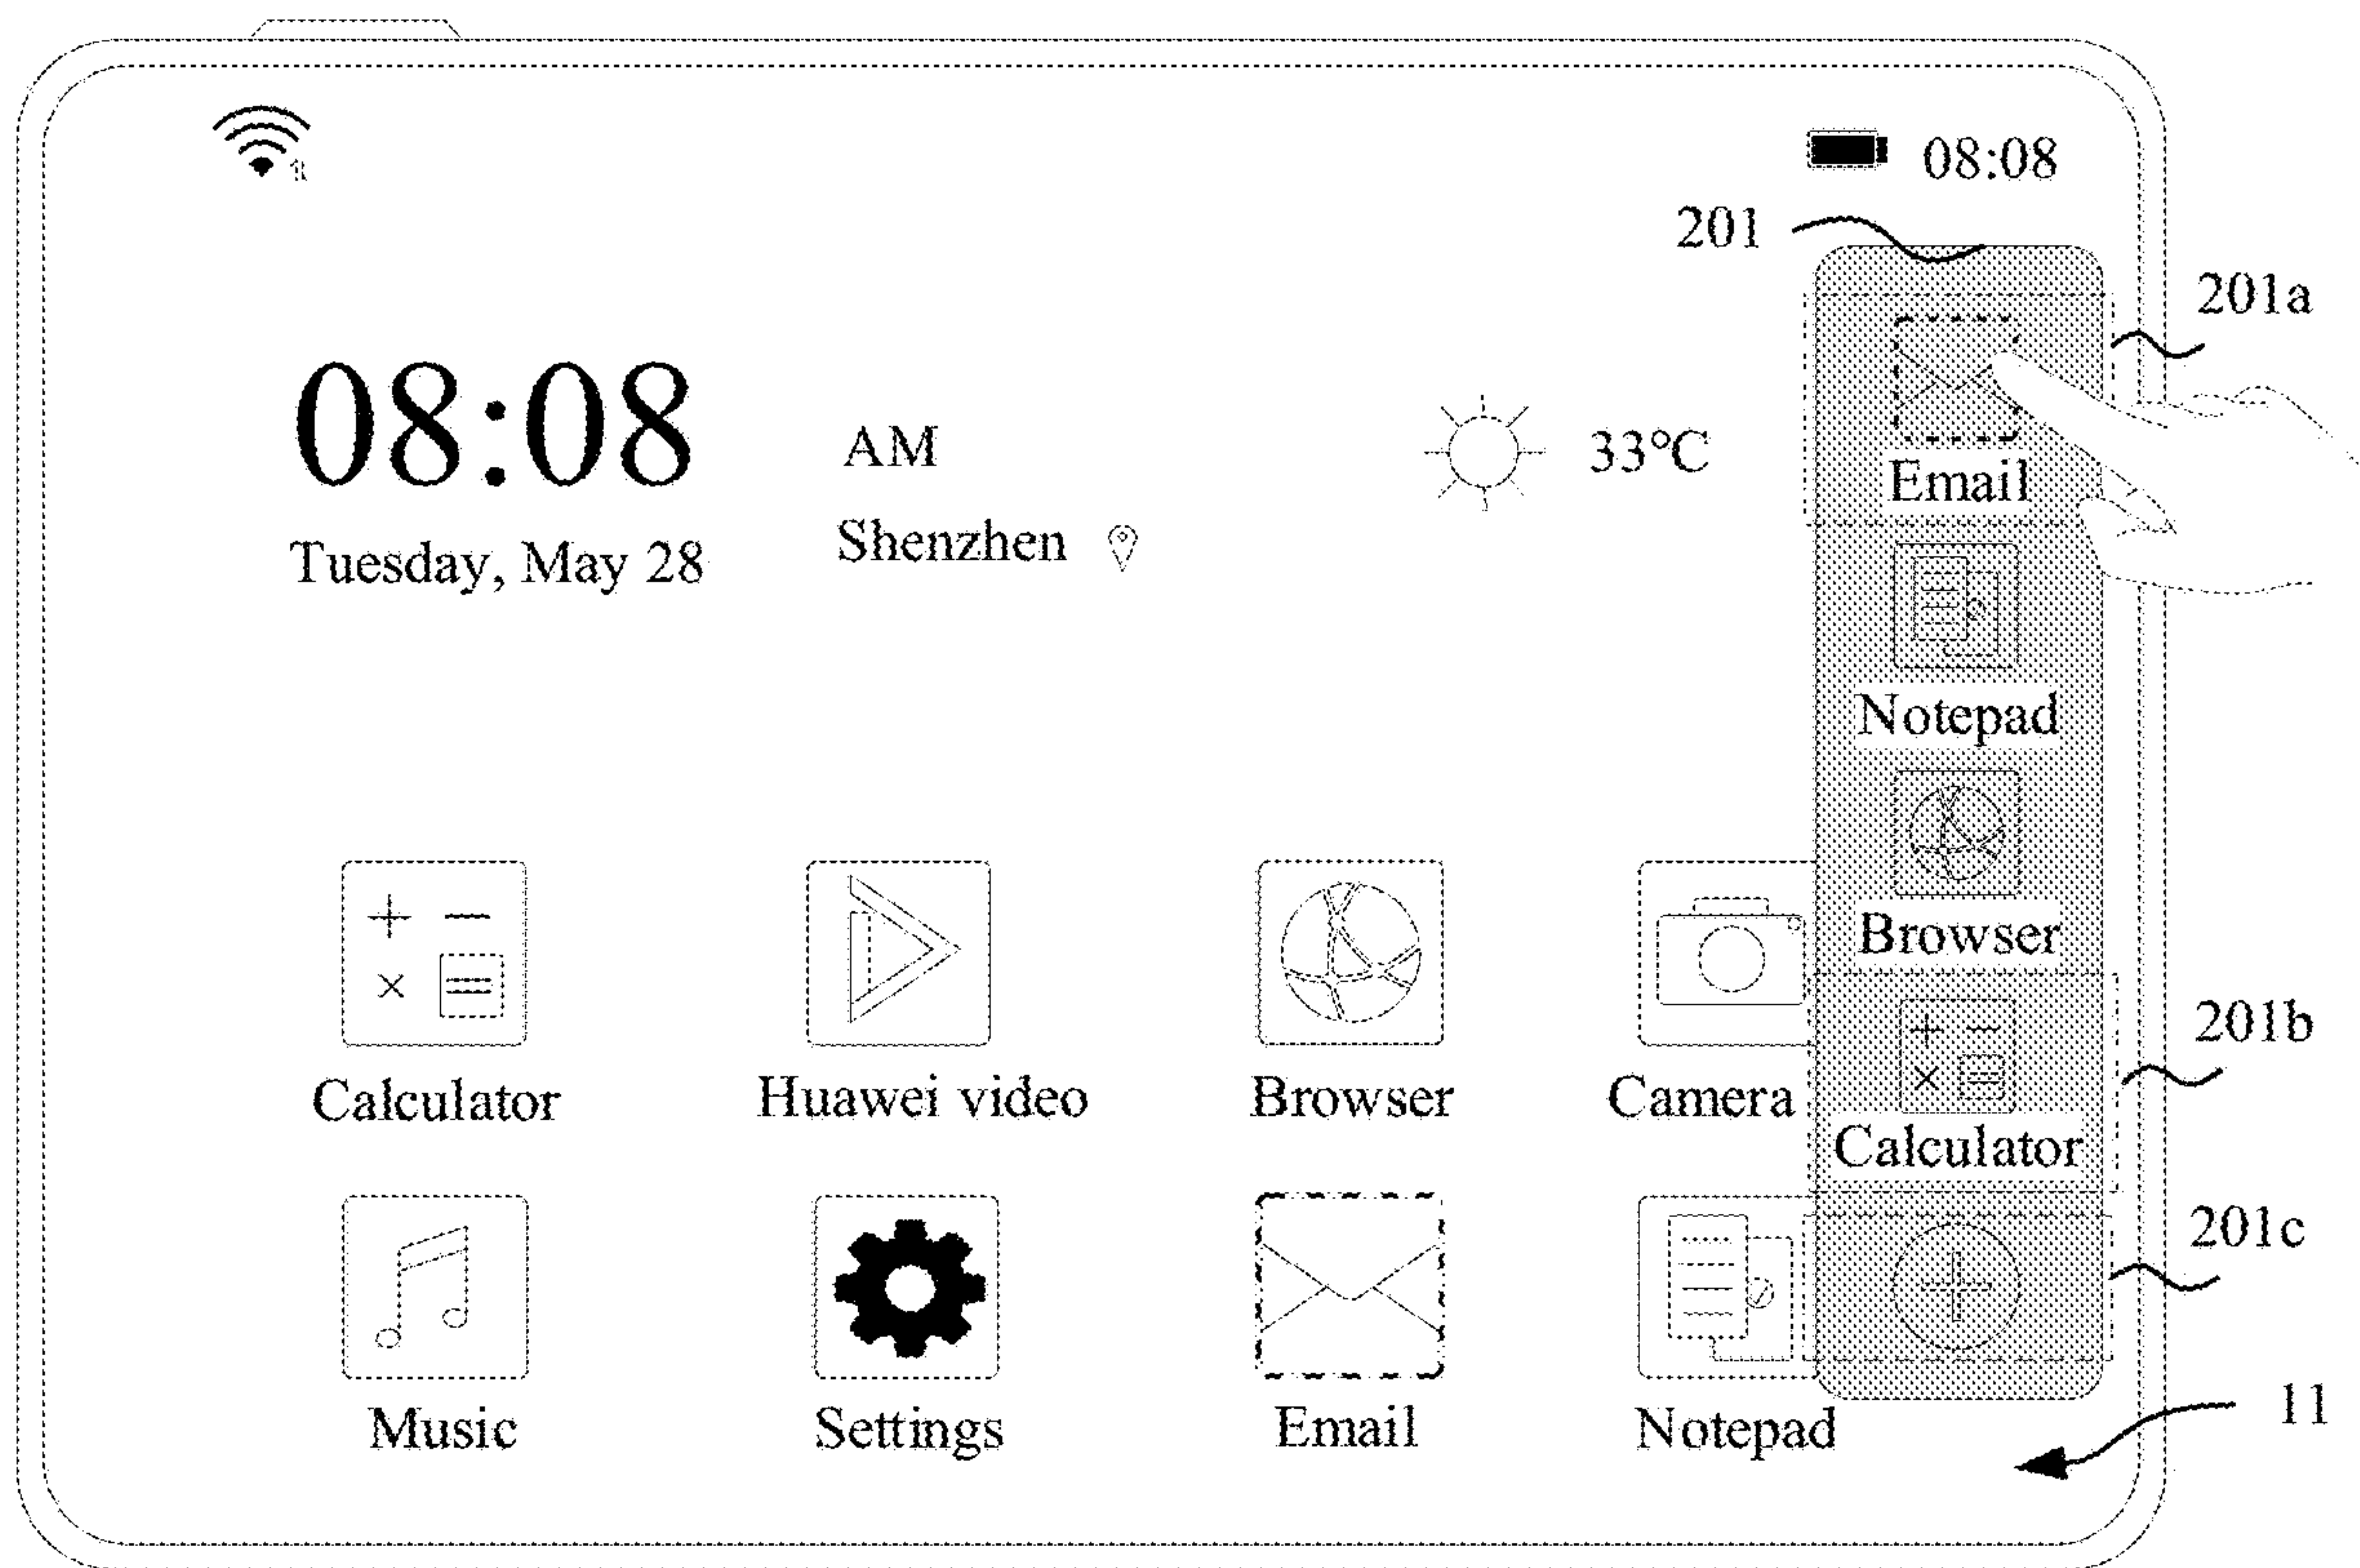 08:08
201
201a
08:08
AM
33°C
Shenzhen
Tuesday, May 28
Email
Notepad
Browser
Calculator
201b
Calculator
Huawei video
Browser
Camera
201c
Music
Settings
Email
Notepad
11